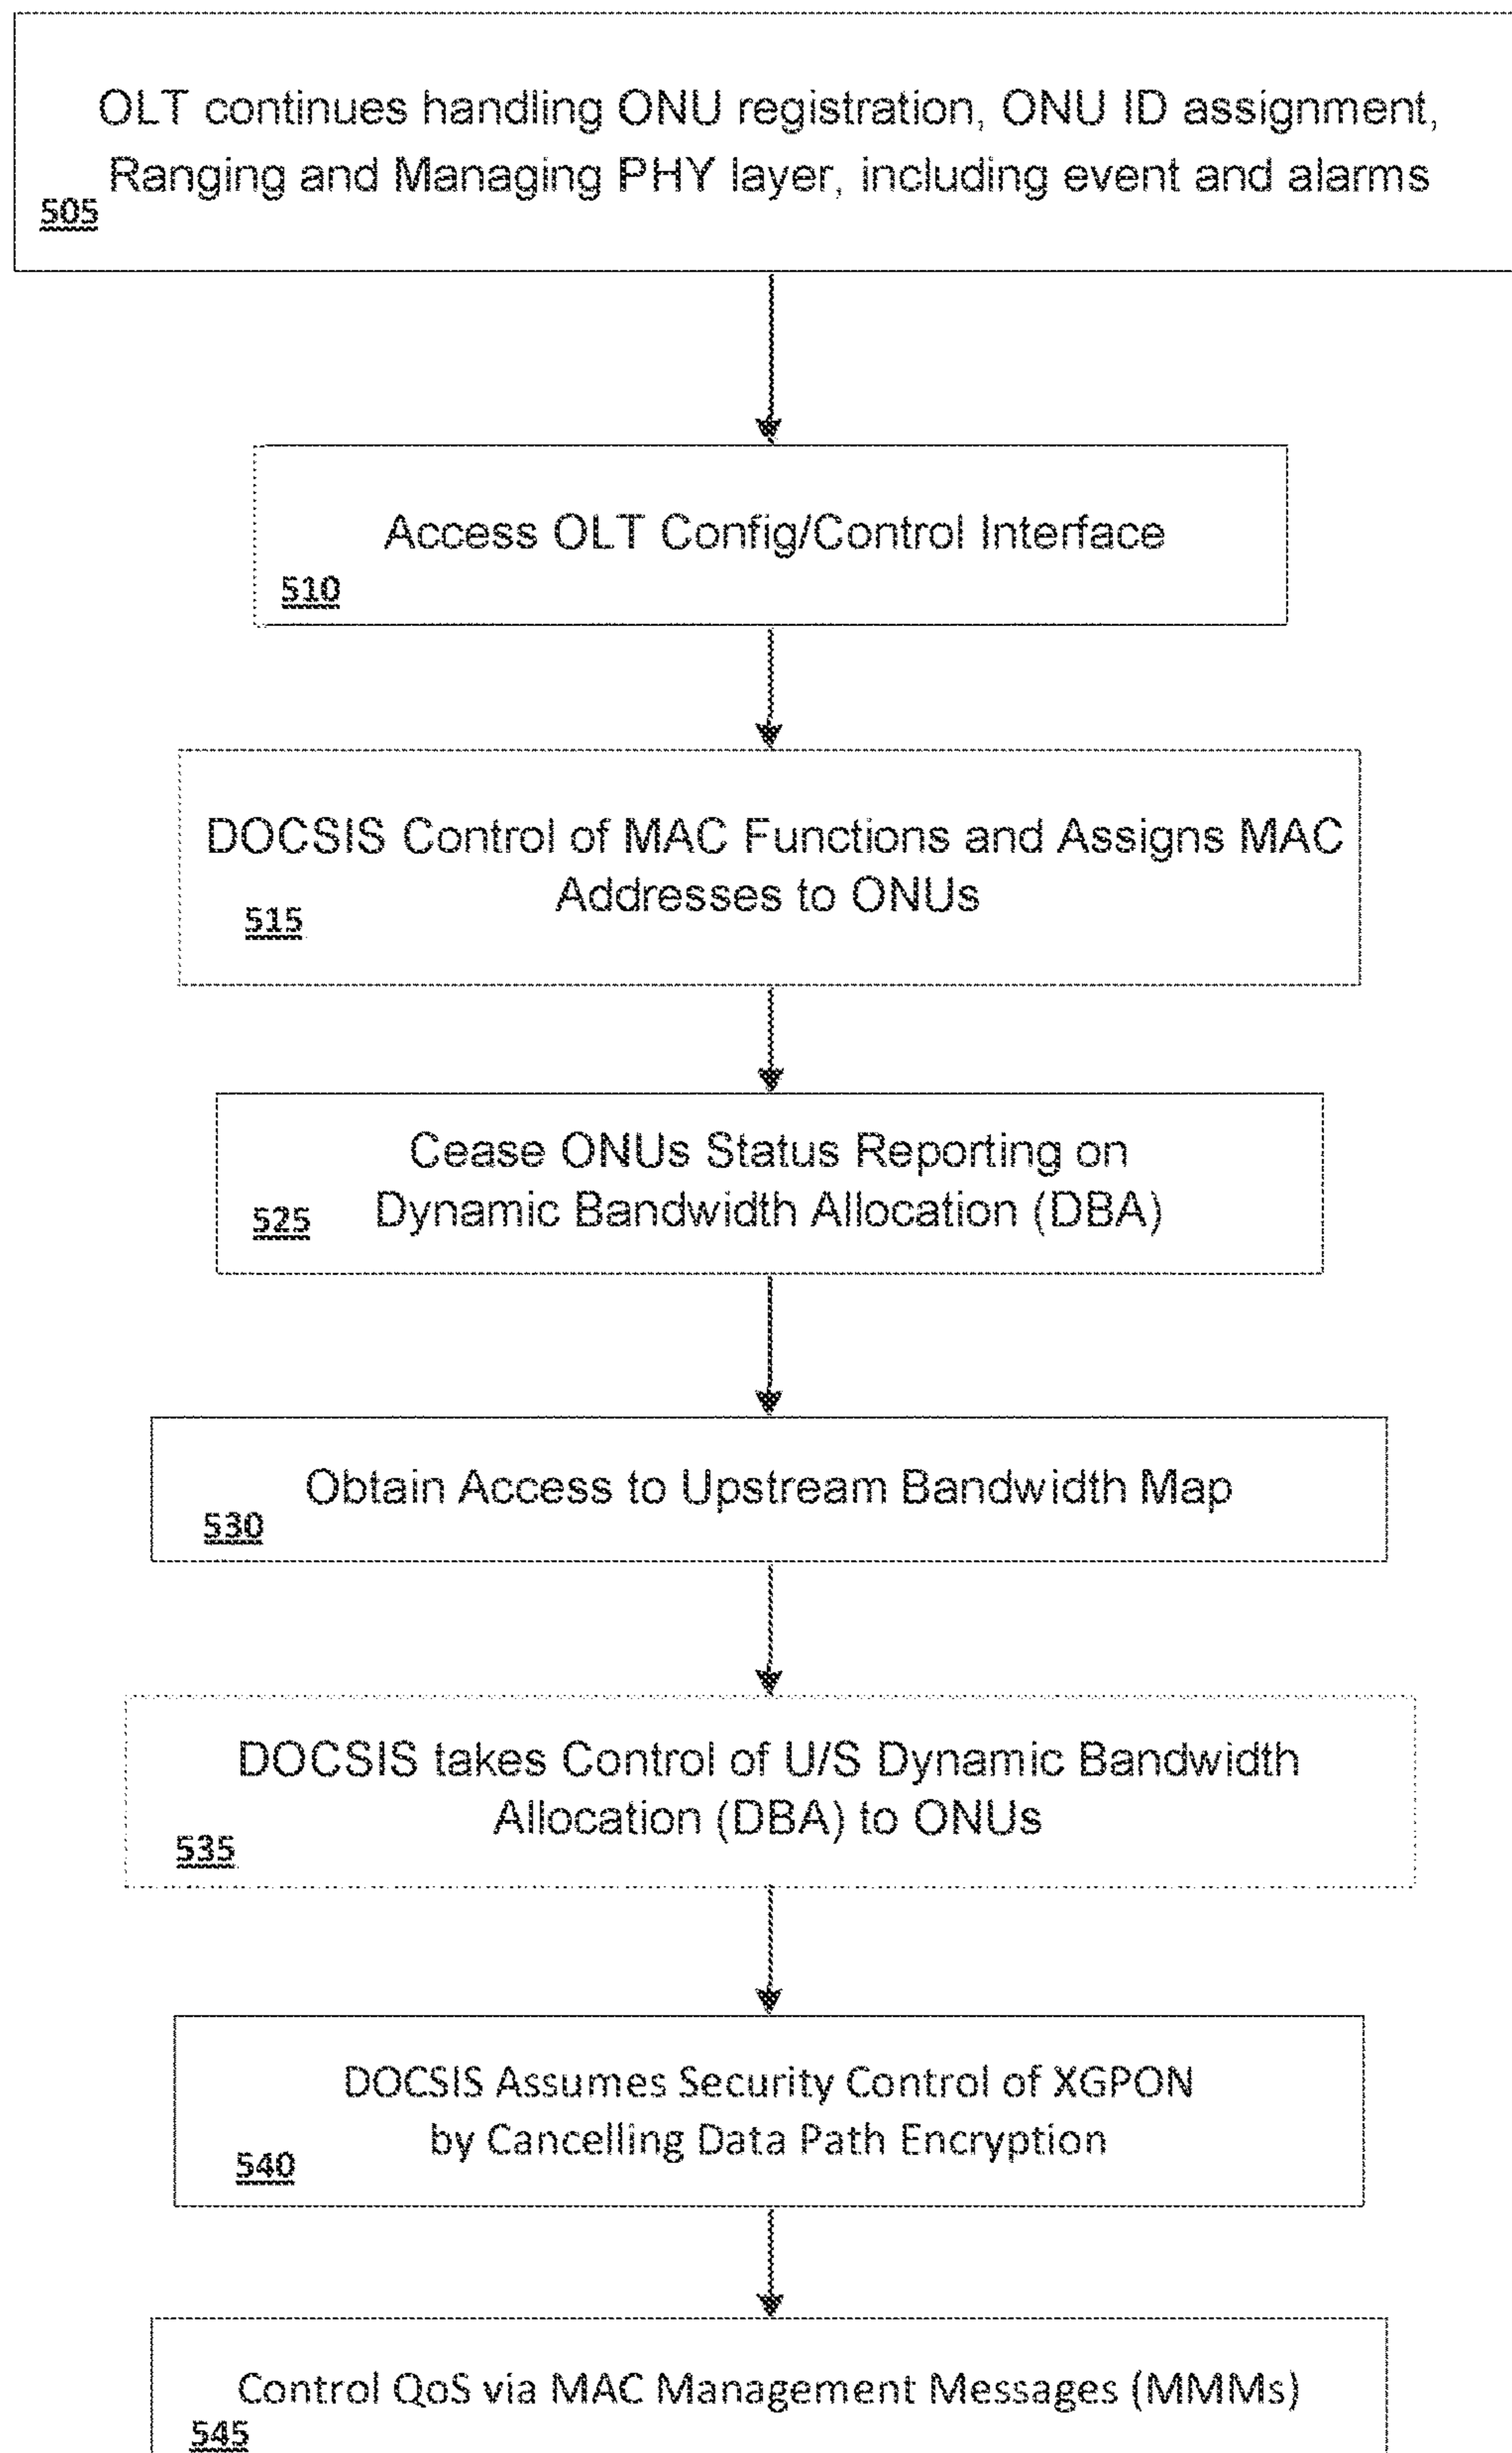 OLT continues handling ONU registration, ONU ID assignment,
Ranging and Managing PHY layer, including event and alarms
505
Access OLT Config/Control Interface
510
DOCSIS Control of MAC Functions and Assigns MAC
Addresses to ONUs
515
Cease ONUs Status Reporting on
Dynamic Bandwidth Allocation (DBA)
525
Obtain Access to Upstream Bandwidth Map
530
DOCSIS takes Control of U/S Dynamic Bandwidth
Allocation (DBA) to ONUs
535
DOCSIS Assumes Security Control of XGPON
by Cancelling Data Path Encryption
540
Control QoS via MAC Management Messages (MMMs)
545